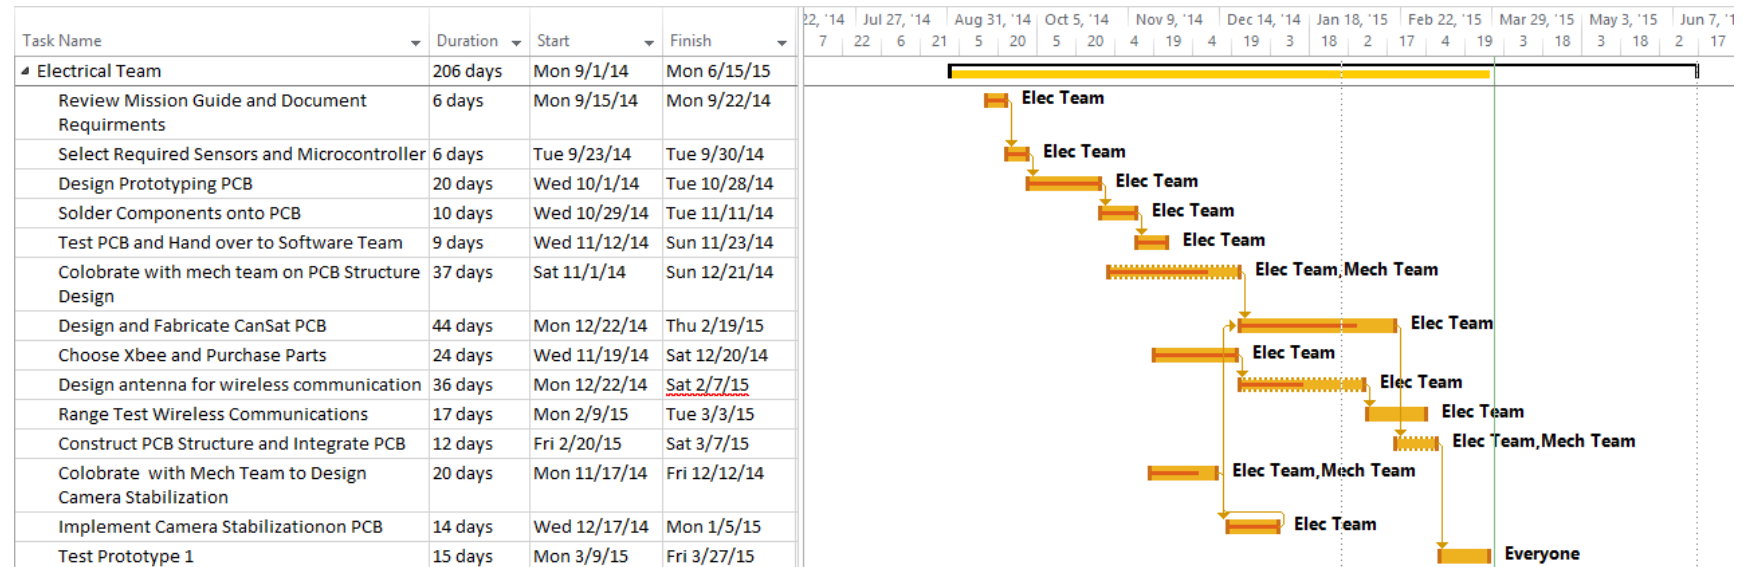 22, '14 Jul 27, '14 Aug 31, '14 Oct 5, '14 Nov 9, '14 Dec 14, '14 Jan 18, '15 Feb 22, '15 Mar 29, '15 May 3, '15 Jun 7, '1
Task Name Duration Start Finish 7 22 6 21 5 20 5 20 4 19 4 19 3 18 2 17 4 19 3 18 3 18 2 17
Electrical Team 206 days Mon 9/1/14 Mon 6/15/15
Review Mission Guide and Document 6 days Mon 9/15/14 Mon 9/22/14 Elec Team
Requirments
Select Required Sensors and Microcontroller 6 days Tue 9/23/14 Tue 9/30/14 Elec Team
Design Prototyping PCB 20 days Wed 10/1/14 Tue 10/28/14 Elec Team
Solder Components onto PCB 10 days Wed 10/29/14 Tue 11/11/14 Elec Team
Test PCB and Hand over to Software Team 9 days Wed 11/12/14 Sun 11/23/14 Elec Team
Colobrate with mech team on PCB Structure 37 days Sat 11/1/14 Sun 12/21/14 Elec Team,Mech Team
Design
Design and Fabricate CanSat PCB 44 days Mon 12/22/14 Thu 2/19/15 Elec Team
Choose Xbee and Purchase Parts 24 days Wed 11/19/14 Sat 12/20/14 Elec Team
Design antenna for wireless communication 36 days Mon 12/22/14 Sat 2/7/15 Elec Team
Range Test Wireless Communications 17 days Mon 2/9/15 Tue 3/3/15 Elec Team
Construct PCB Structure and Integrate PCB 12 days Fri 2/20/15 Sat 3/7/15 Elec Team,Mech Team
Colobrate with Mech Team to Design 20 days Mon 11/17/14 Fri 12/12/14 Elec Team,Mech Team
Camera Stabilization
Implement Camera Stabilizationon PCB 14 days Wed 12/17/14 Mon 1/5/15 Elec Team
Test Prototype 1 15 days Mon 3/9/15 Fri 3/27/15 Everyone